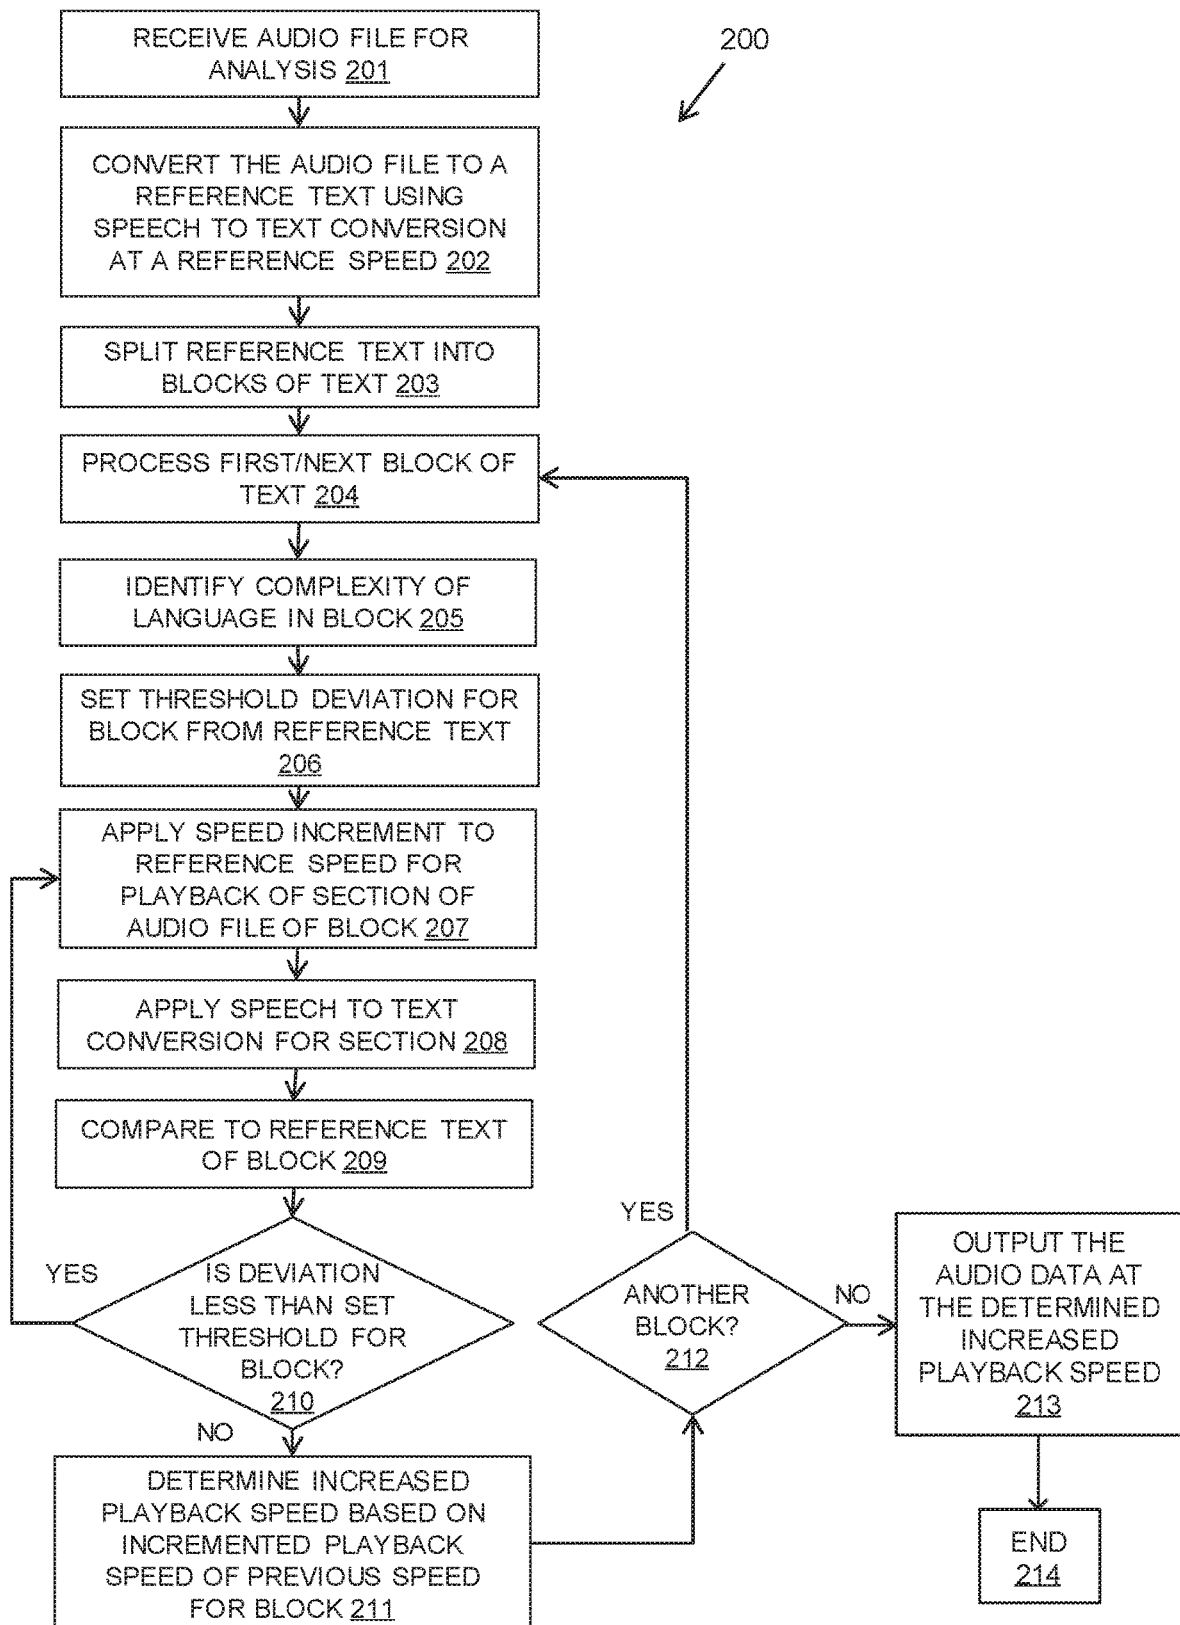 RECEIVE AUDIO FILE FOR
ANALYSIS 201
200
CONVERT THE AUDIO FILE TO A
REFERENCE TEXT USING
SPEECH TO TEXT CONVERSION
AT A REFERENCE SPEED 202
SPLIT REFERENCE TEXT INTO
BLOCKS OF TEXT 203
PROCESS FIRST/NEXT BLOCK OF
TEXT 204
IDENTIFY COMPLEXITY OF
LANGUAGE IN BLOCK 205
SET THRESHOLD DEVIATION FOR
BLOCK FROM REFERENCE TEXT
206
APPLY SPEED INCREMENT TO
REFERENCE SPEED FOR
PLAYBACK OF SECTION OF
AUDIO FILE OF BLOCK 207
APPLY SPEECH TO TEXT
CONVERSION FOR SECTION 208
COMPARE TO REFERENCE TEXT
OF BLOCK 209
YES
IS DEVIATION
LESS THAN SET
THRESHOLD FOR
BLOCK?
210
NO
DETERMINE INCREASED
PLAYBACK SPEED BASED ON
INCREMENTED PLAYBACK
SPEED OF PREVIOUS SPEED
FOR BLOCK 211
YES
ANOTHER
BLOCK?
212
NO
OUTPUT THE
AUDIO DATA AT
THE DETERMINED
INCREASED
PLAYBACK SPEED
213
END
214